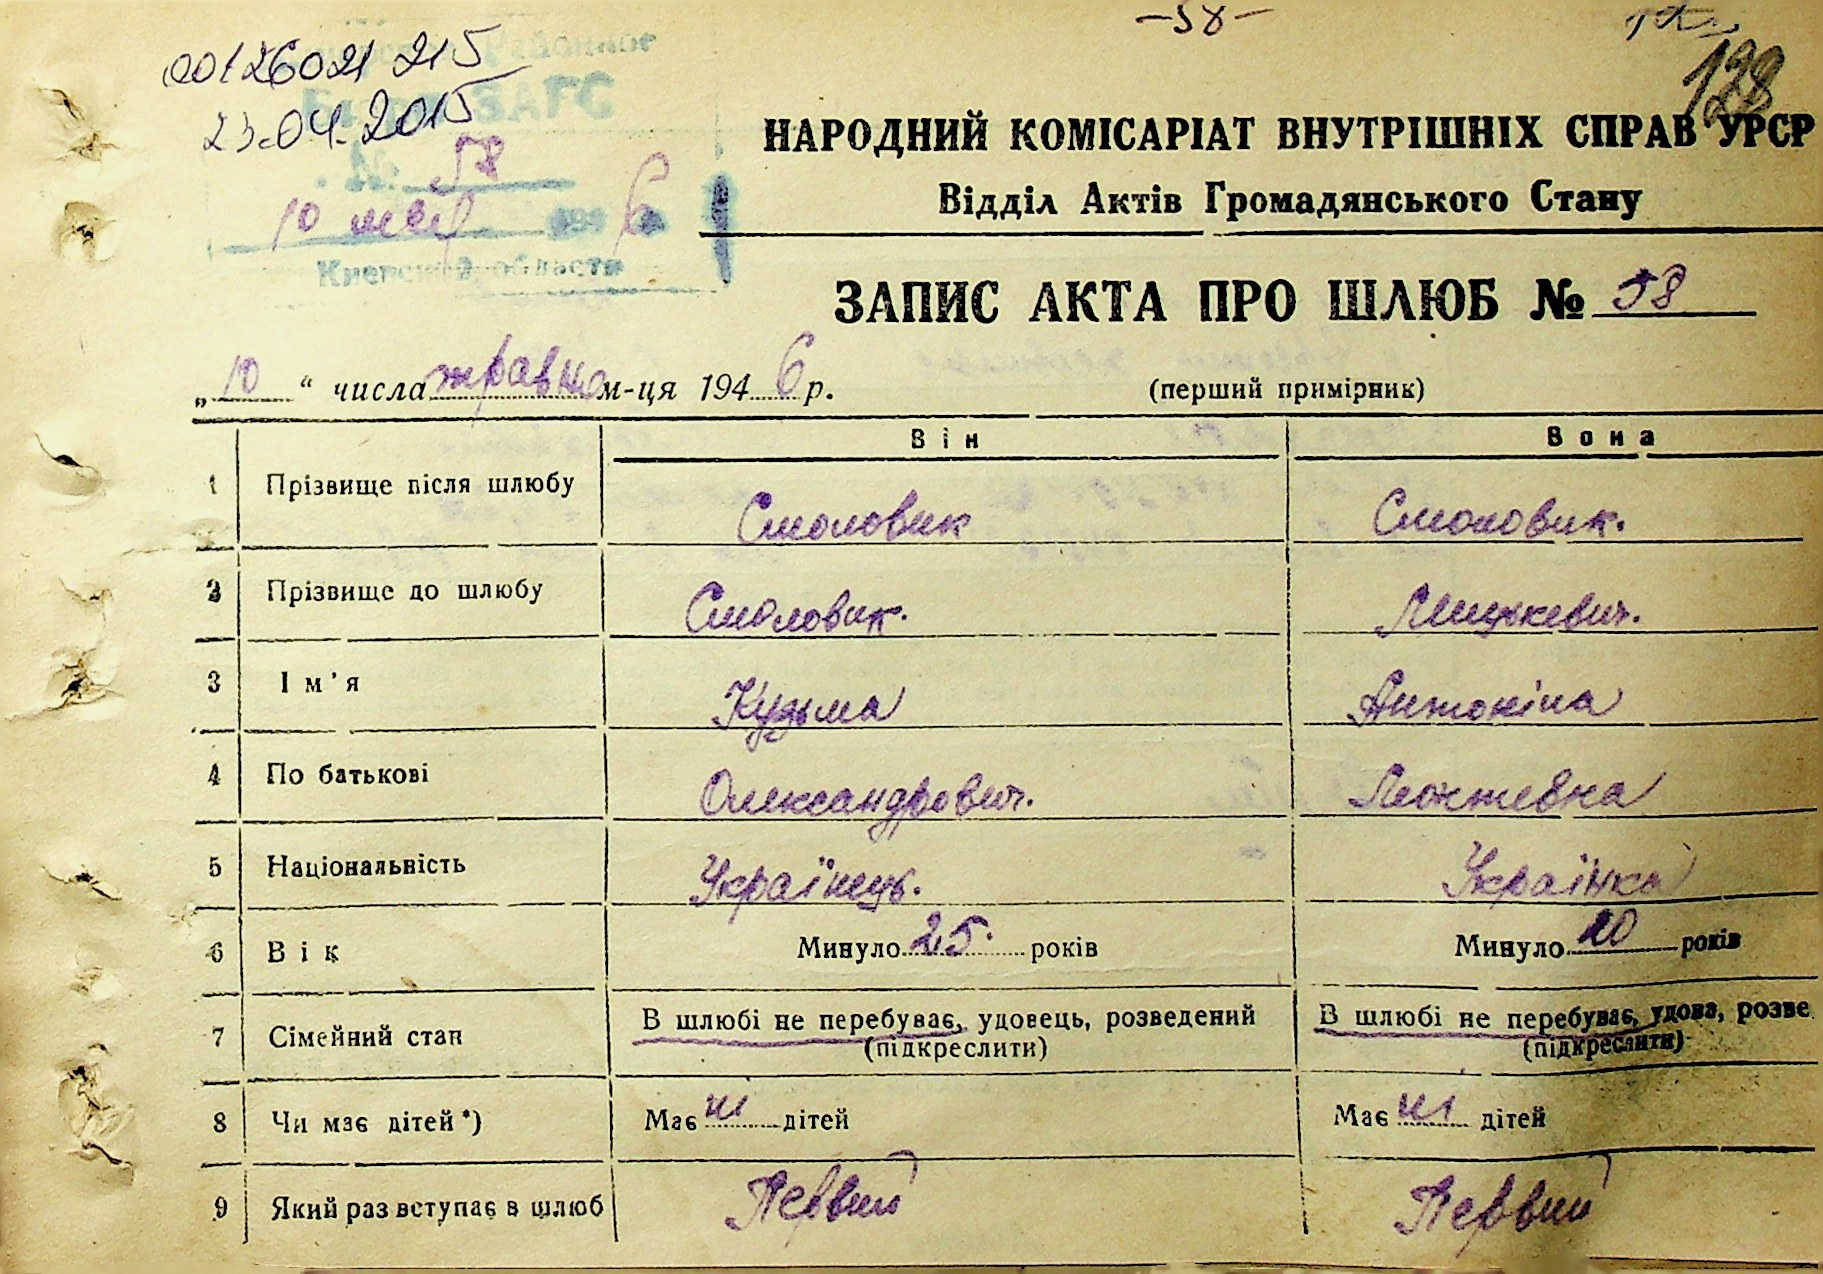 -58-
00126021 215
23.04.2015
128
ЗАГС
58
10 мая 1946
Киевской области
НАРОДНИЙ КОМІСАРІАТ ВНУТРІШНІХ СПРАВ УРСР
Відділ Актів Громадянського Стану
ЗАПИС АКТА ПРО ШЛЮБ № 58
„10“ числа травня м-ця 1946 р. (перший примірник)
Він Вона
1 Прізвище після шлюбу Смоловик Смоловик.
2 Прізвище до шлюбу Смоловик. Мицькевич.
3 Ім'я Кузьма Антоніна
4 По батькові Олександрович. Леонтевна
5 Національність Українець. Українка
6 Вік Минуло 25 років Минуло 20 років
7 Сімейний стан В шлюбі не перебуває, удовець, розведений В шлюбі не перебуває, удова, розве
(підкреслити) (підкреслити)
8 Чи має дітей*) Має ні дітей Має ні дітей
9 Який раз вступає в шлюб Первий Первий